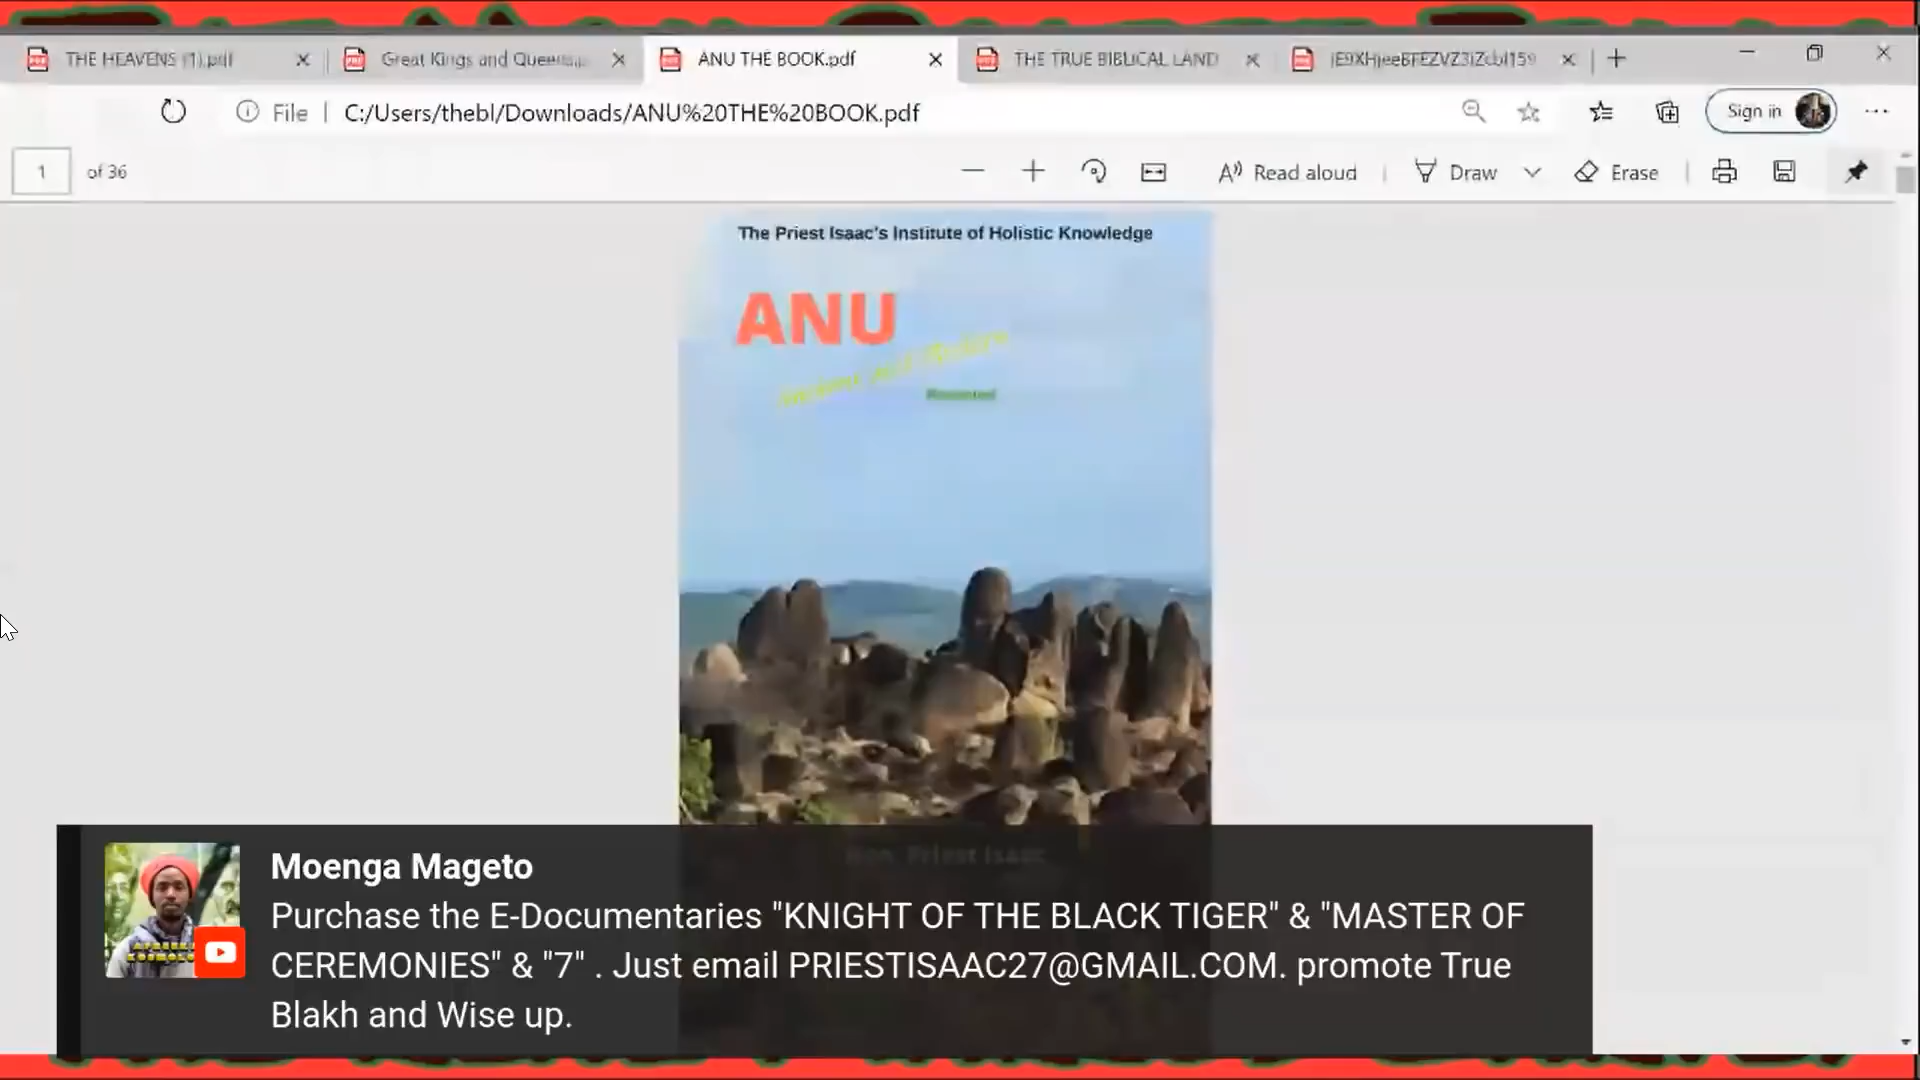 THE HEAVENS (1).pdf
Great Kings and Queens
ANU THE BOOK.pdf
THE TRUE BIBLICAL LAND
File
C:/Users/thebl/Downloads/ANU%20THE%20BOOK.pdf
Sign in
1 of 36
Read aloud
Draw
Erase
The Priest Isaac's Institute of Holistic Knowledge
ANU
Priest Isaac
Moenga Mageto
Purchase the E-Documentaries "KNIGHT OF THE BLACK TIGER" & "MASTER OF
CEREMONIES" & "7" . Just email PRIESTISAAC27@GMAIL.COM. promote True
Blakh and Wise up.